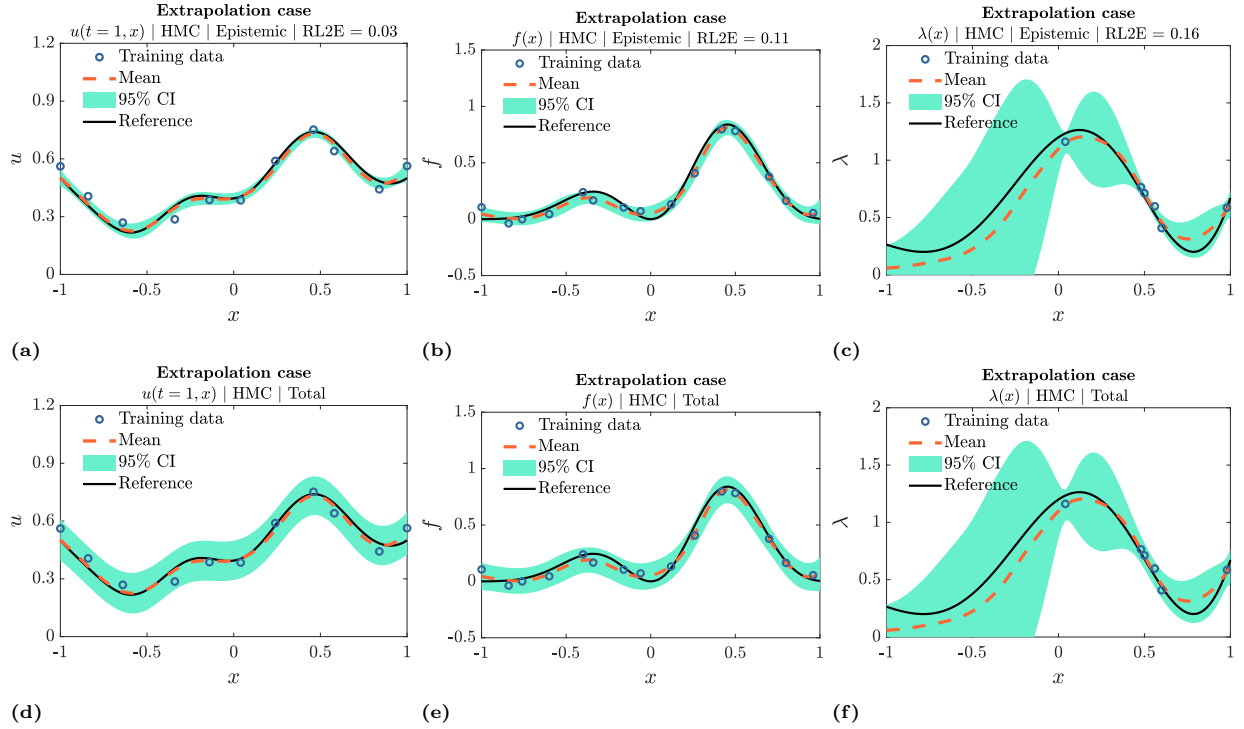 Extrapolation case
u(t = 1, x) | HMC | Epistemic | RL2E = 0.03
1.2
0.9
0.6
0.3
0
u
Training data
Mean
95% CI
Reference
-1
-0.5
0
0.5
1
x
(a)
Extrapolation case
f(x) | HMC | Epistemic | RL2E = 0.11
1.5
1
0.5
0
-0.5
f
Training data
Mean
95% CI
Reference
-1
-0.5
0
0.5
1
x
(b)
Extrapolation case
λ(x) | HMC | Epistemic | RL2E = 0.16
2
1.5
1
0.5
0
λ
Training data
Mean
95% CI
Reference
-1
-0.5
0
0.5
1
x
(c)
Extrapolation case
u(t = 1, x) | HMC | Total
1.2
0.9
0.6
0.3
0
u
Training data
Mean
95% CI
Reference
-1
-0.5
0
0.5
1
x
(d)
Extrapolation case
f(x) | HMC | Total
1.5
1
0.5
0
-0.5
f
Training data
Mean
95% CI
Reference
-1
-0.5
0
0.5
1
x
(e)
Extrapolation case
λ(x) | HMC | Total
2
1.5
1
0.5
0
λ
Training data
Mean
95% CI
Reference
-1
-0.5
0
0.5
1
x
(f)